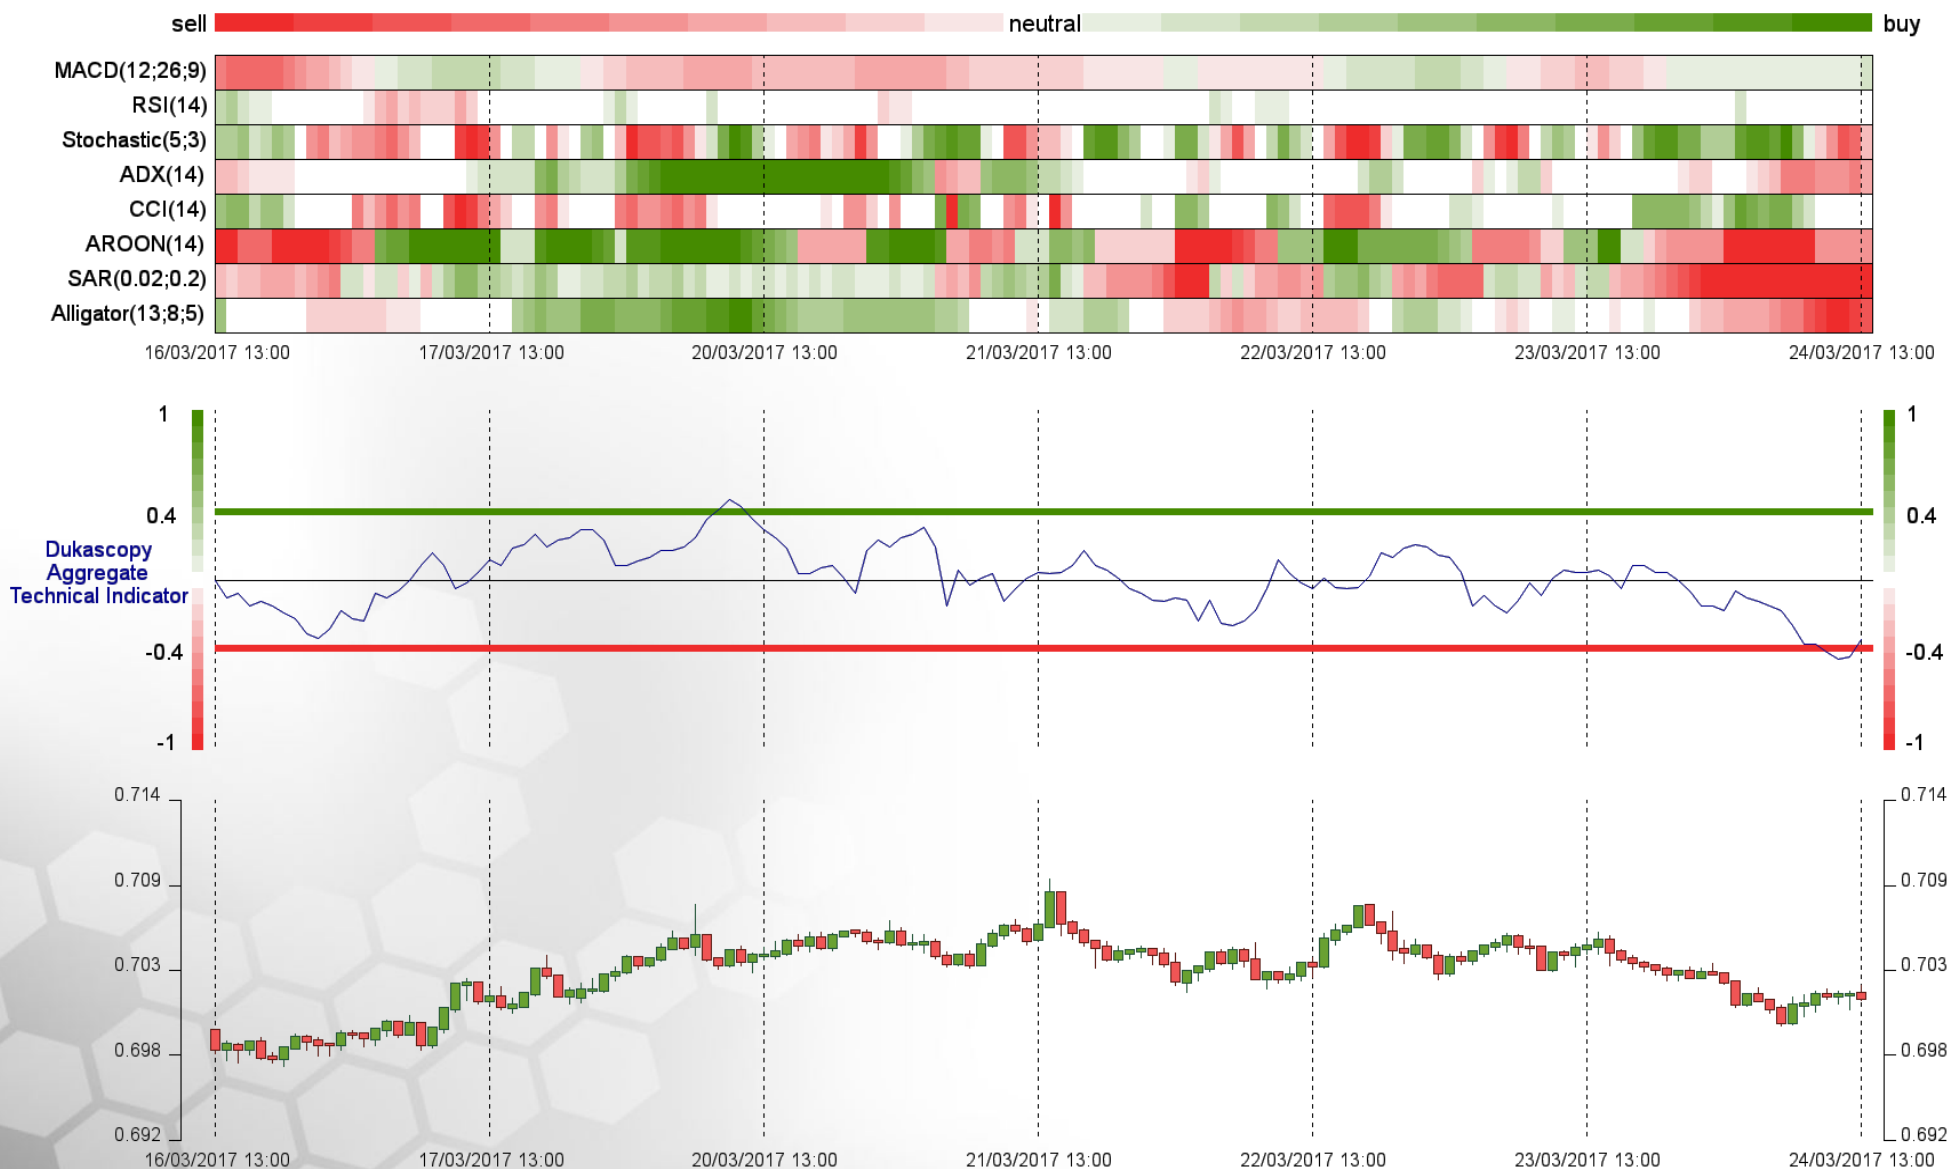 sell neutral buy
MACD(12;26;9)
RSI(14)
Stochastic(5;3)
ADX(14)
CCI(14)
AROON(14)
SAR(0.02;0.2)
Alligator(13;8;5)
16/03/2017 13:00 17/03/2017 13:00 20/03/2017 13:00 21/03/2017 13:00 22/03/2017 13:00 23/03/2017 13:00 24/03/2017 13:00
1 1
0.4 0.4
Dukascopy
Aggregate
Technical Indicator
-0.4 -0.4
-1 -1
0.714 0.714
0.709 0.709
0.703 0.703
0.698 0.698
0.692 0.692
16/03/2017 13:00 17/03/2017 13:00 20/03/2017 13:00 21/03/2017 13:00 22/03/2017 13:00 23/03/2017 13:00 24/03/2017 13:00